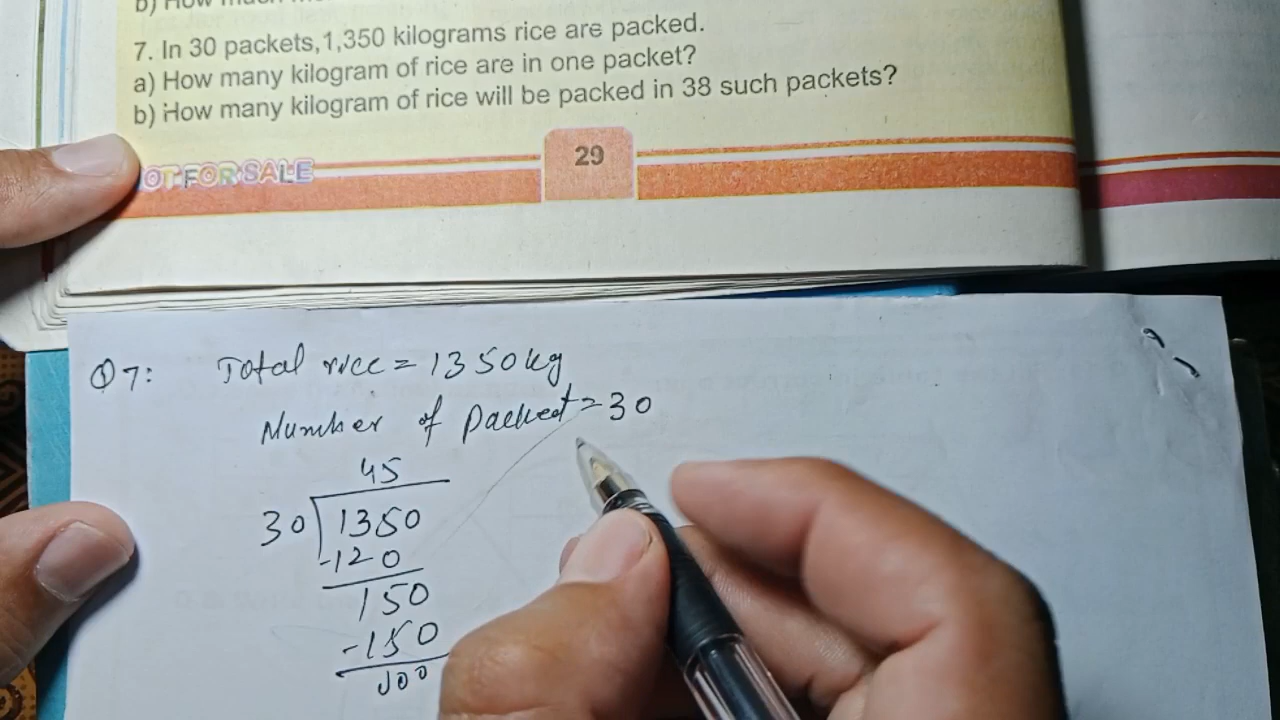 7. In 30 packets,1,350 kilograms rice are packed.
a) How many kilogram of rice are in one packet?
b) How many kilogram of rice will be packed in 38 such packets?
OT FOR SALE
29
Q7: Total rice = 1350kg
Number of packet = 30
45
30 1350
-120
150
-150
000